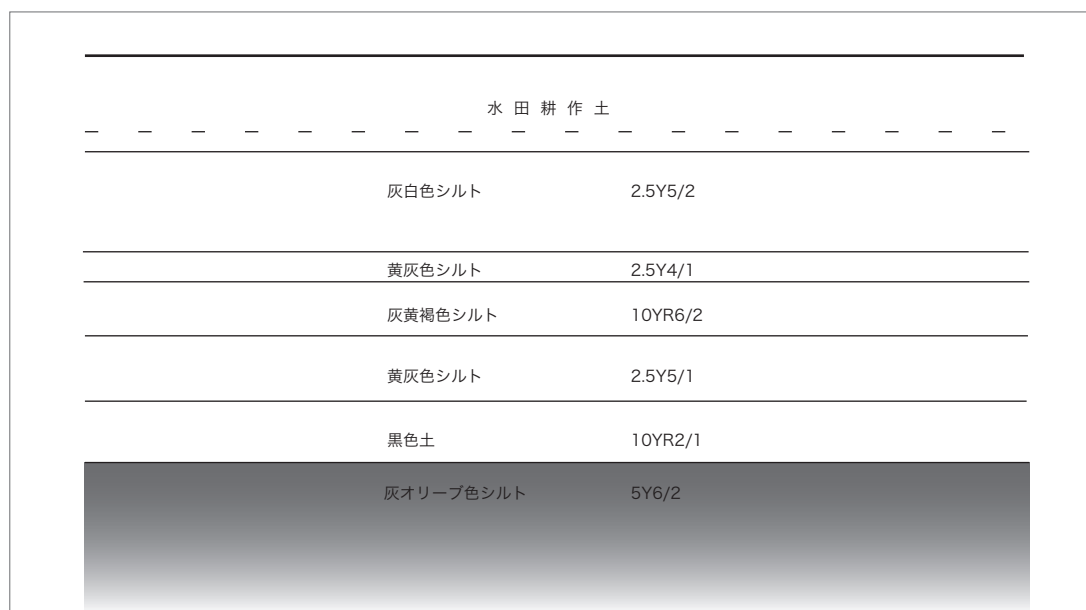 水田耕作土
灰白色シルト 2.5Y5/2
黄灰色シルト 2.5Y4/1
灰黄褐色シルト 10YR6/2
黄灰色シルト 2.5Y5/1
黒色土 10YR2/1
灰オリーブ色シルト 5Y6/2